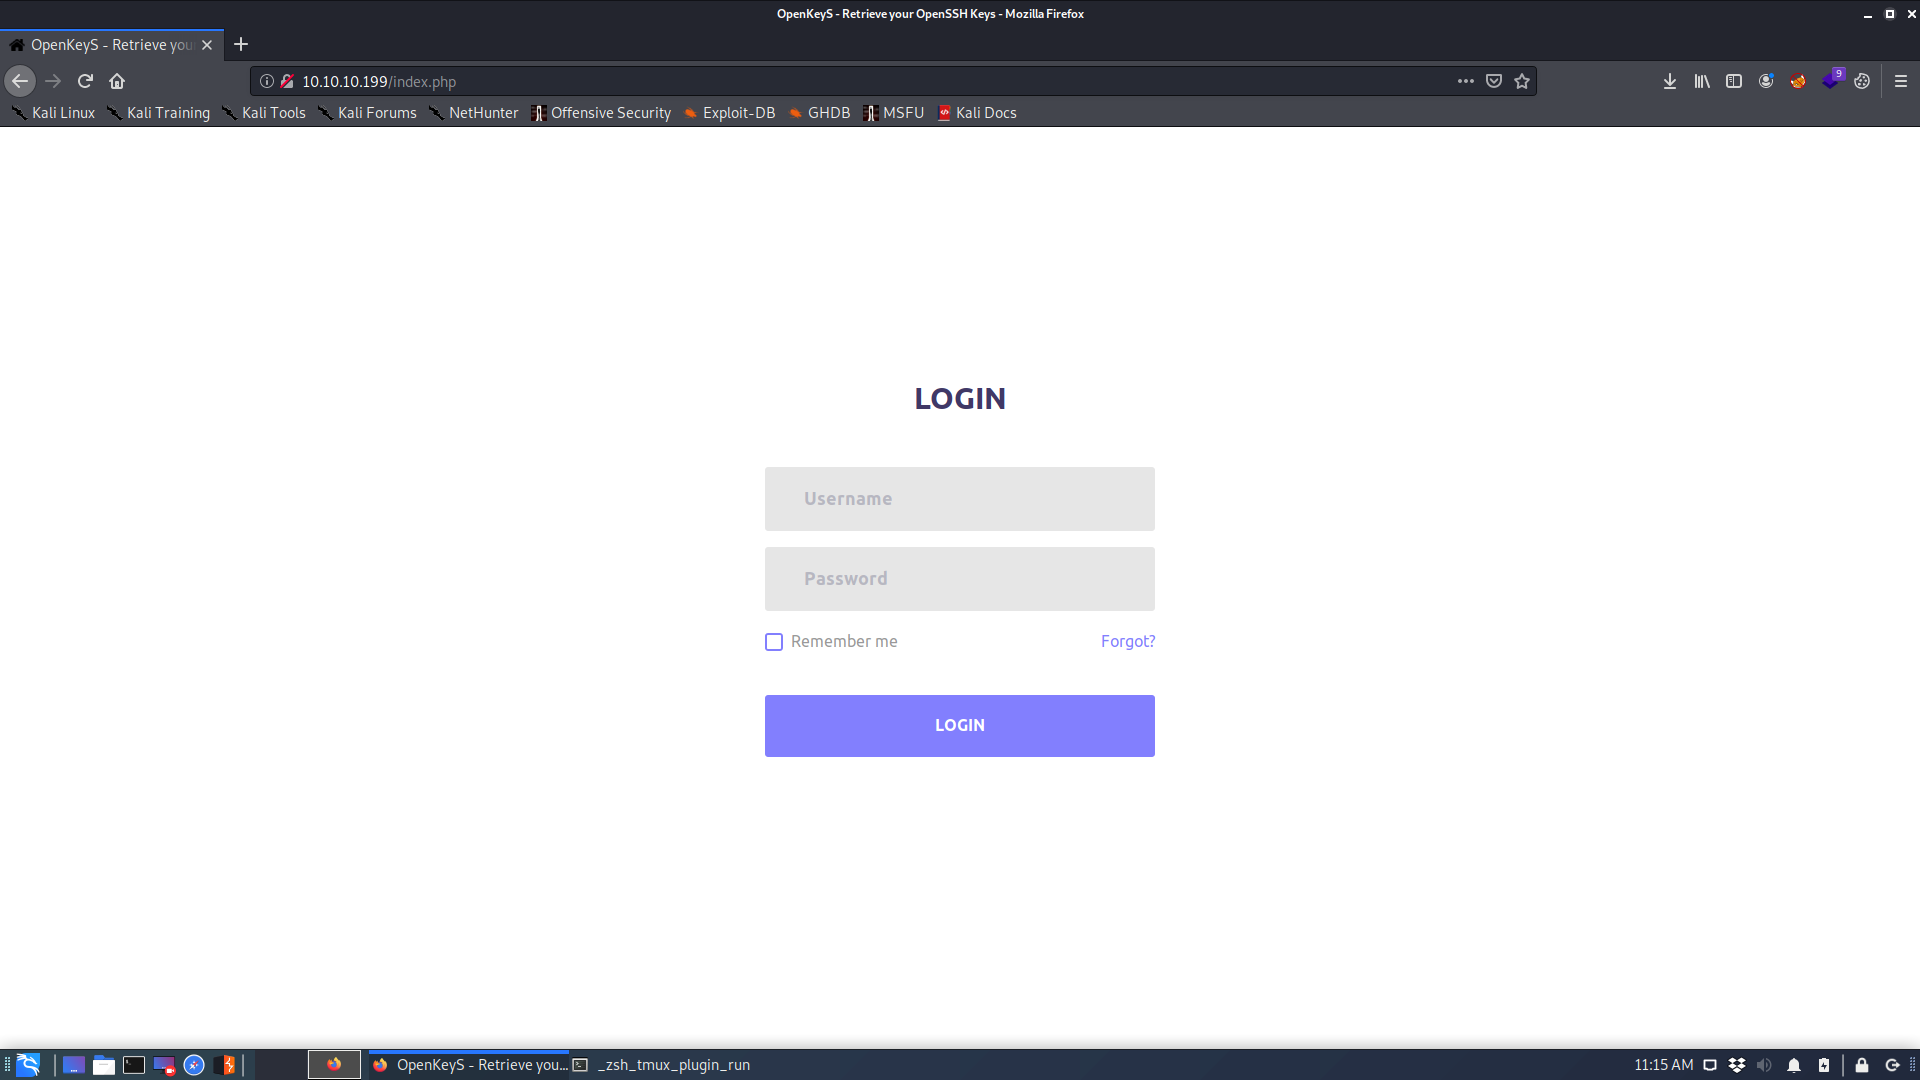 OpenKeyS - Retrieve your OpenSSH Keys - Mozilla Firefox
OpenKeyS - Retrieve you
10.10.10.199/index.php
9
Kali Linux Kali Training Kali Tools Kali Forums NetHunter Offensive Security Exploit-DB GHDB MSFU Kali Docs
LOGIN
Username
Password
Remember me Forgot?
LOGIN
OpenKeyS - Retrieve you... _zsh_tmux_plugin_run 11:15 AM